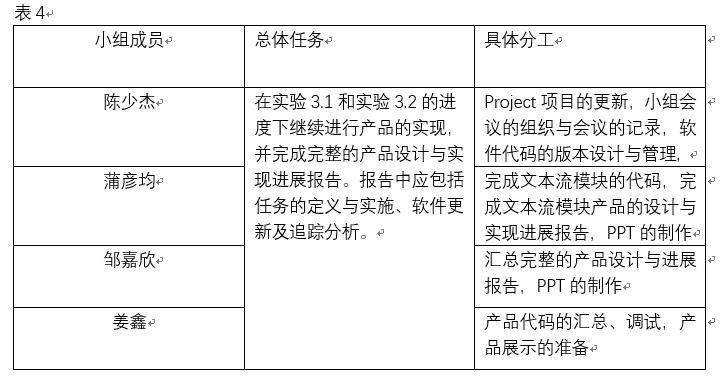 表 4
小组成员
总体任务
具体分工
陈少杰
在实验 3.1 和实验 3.2 的进
度下继续进行产品的实现，
并完成完整的产品设计与实
现进展报告。报告中应包括
任务的定义与实施、软件更
新及追踪分析。
Project 项目的更新，小组会
议的组织与会议的记录，软
件代码的版本设计与管理，
蒲彦均
完成文本流模块的代码，完
成文本流模块产品的设计与
实现进展报告，PPT 的制作
邹嘉欣
汇总完整的产品设计与进展
报告，PPT 的制作
姜鑫
产品代码的汇总、调试，产
品展示的准备